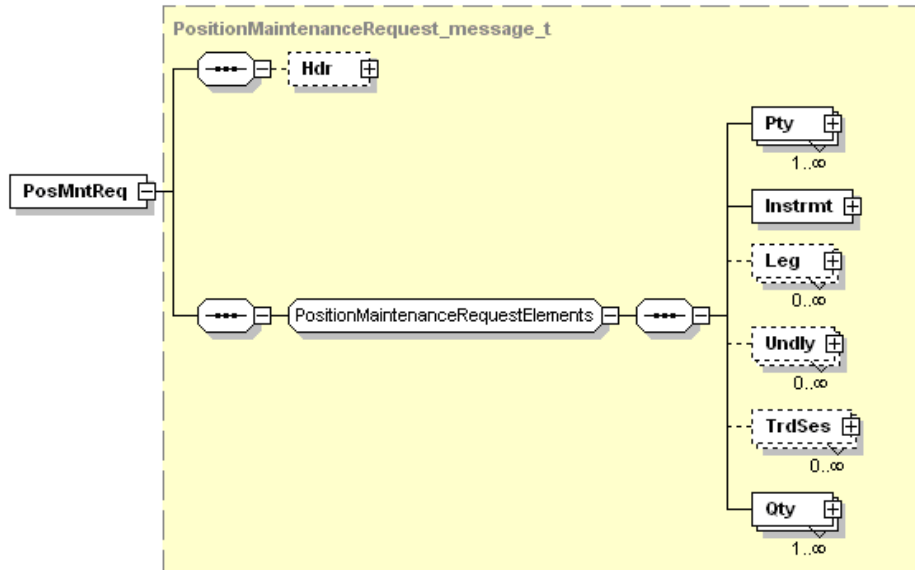 PositionMaintenanceRequest_message_t
Hdr
Pty
1..∞
PosMntReq
Instrmt
Leg
0..∞
PositionMaintenanceRequestElements
Undly
0..∞
TrdSes
0..∞
Qty
1..∞